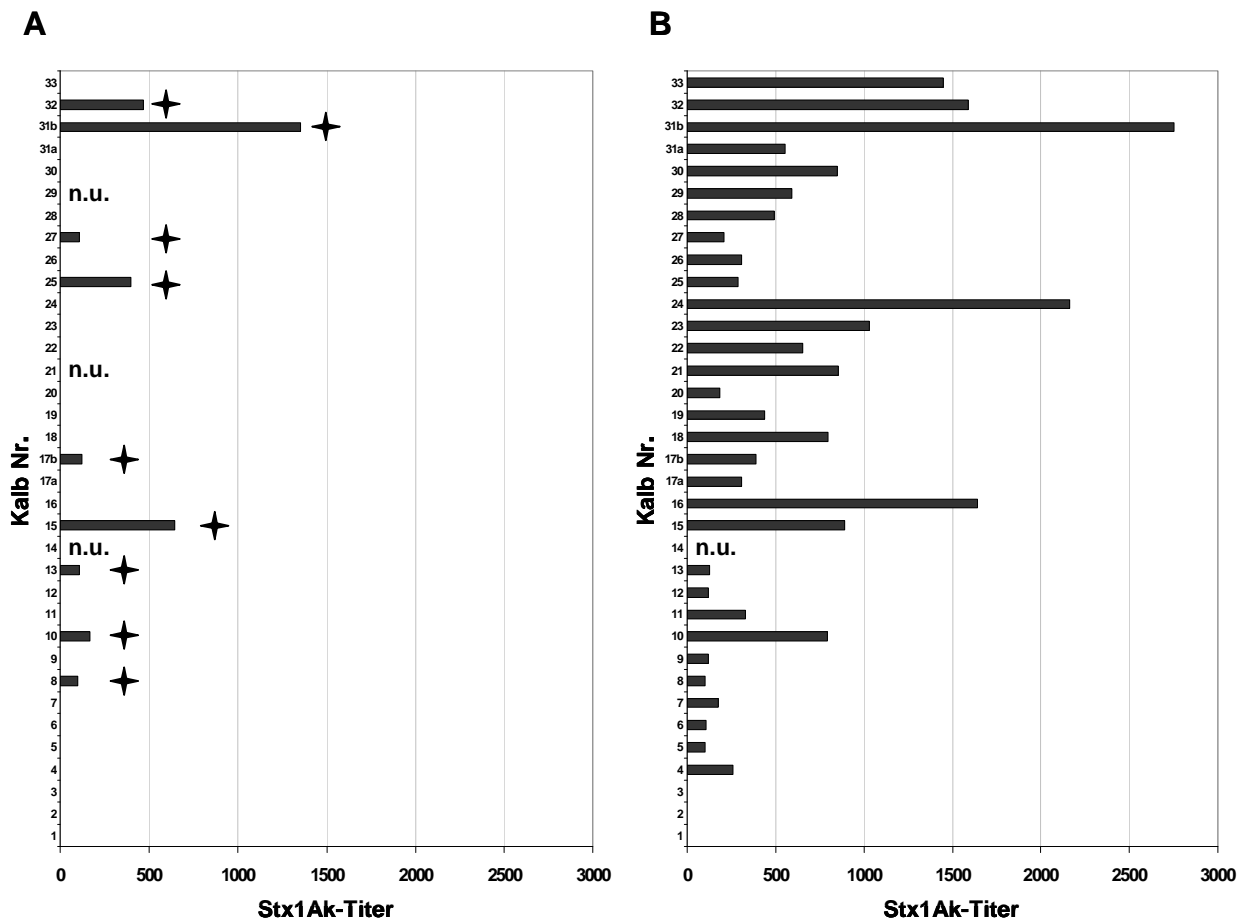 A
Kalb Nr.
33
32
31b
31a
30
29 n.u.
28
27
26
25
24
23
22
21 n.u.
20
19
18
17b
17a
16
15
14 n.u.
13
12
11
10
9
8
7
6
5
4
3
2
1
0 500 1000 1500 2000 2500 3000
Stx1Ak-Titer
B
Kalb Nr.
33
32
31b
31a
30
29
28
27
26
25
24
23
22
21
20
19
18
17b
17a
16
15
14 n.u.
13
12
11
10
9
8
7
6
5
4
3
2
1
0 500 1000 1500 2000 2500 3000
Stx1Ak-Titer